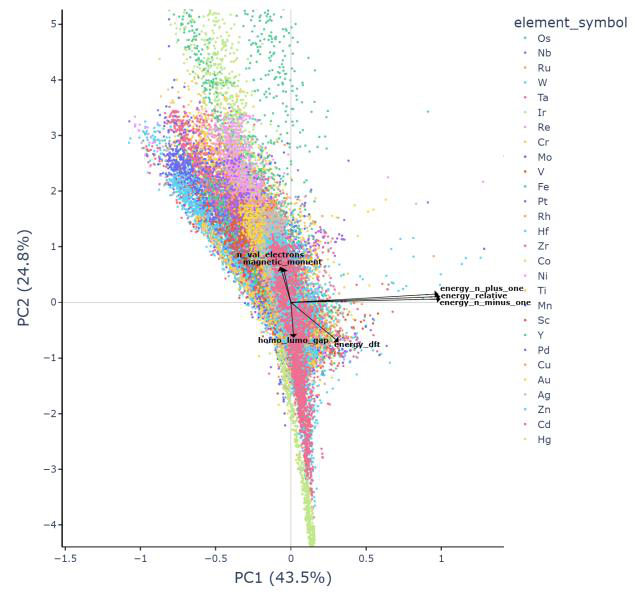 element_symbol
Os
Nb
Ru
W
Ta
Ir
Re
Cr
Mo
V
Fe
Pt
Rh
Hf
Zr
Co
Ni
Ti
Mn
Sc
Y
Pd
Cu
Au
Ag
Zn
Cd
Hg
5
4
3
2
1
0
−1
−2
−3
−4
PC2 (24.8%)
n_val_electrons
magnetic_moment
energy_n_plus_one
energy_relative
energy_n_minus_one
homo_lumo_gap
energy_dft
−1.5
−1
−0.5
0
0.5
1
PC1 (43.5%)